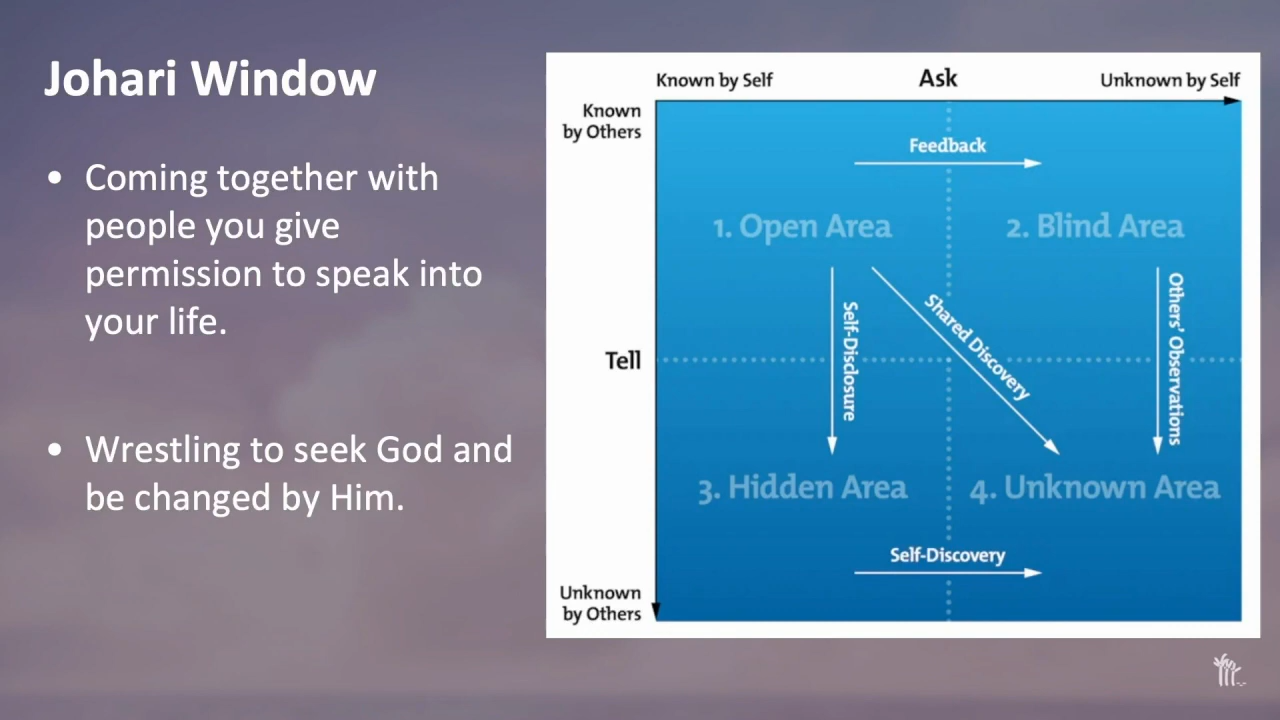 Johari Window
• Coming together with
people you give
permission to speak into
your life.
• Wrestling to seek God and
be changed by Him.
Known by Self
Ask
Unknown by Self
Known
by Others
Feedback
1. Open Area
2. Blind Area
Self-Disclosure
Shared Discovery
Others' Observations
Tell
3. Hidden Area
4. Unknown Area
Self-Discovery
Unknown
by Others